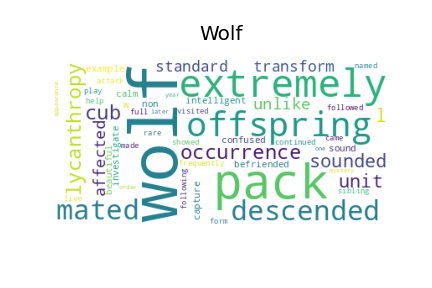 Wolf
standard transform
example
attack
play calm
extremely
wolf
intelligent
unlike
help
cub
w non
full later visited
followed
l
year
named
appearance
lycanthropy
affected
beautiful
investigate
made
rare
showed
offspring
confused continued
came
one sound
occurrence
befriended
sounded
frequently
mystery
pack
unit
sibling
live
order
following
capture
form
mated
descended